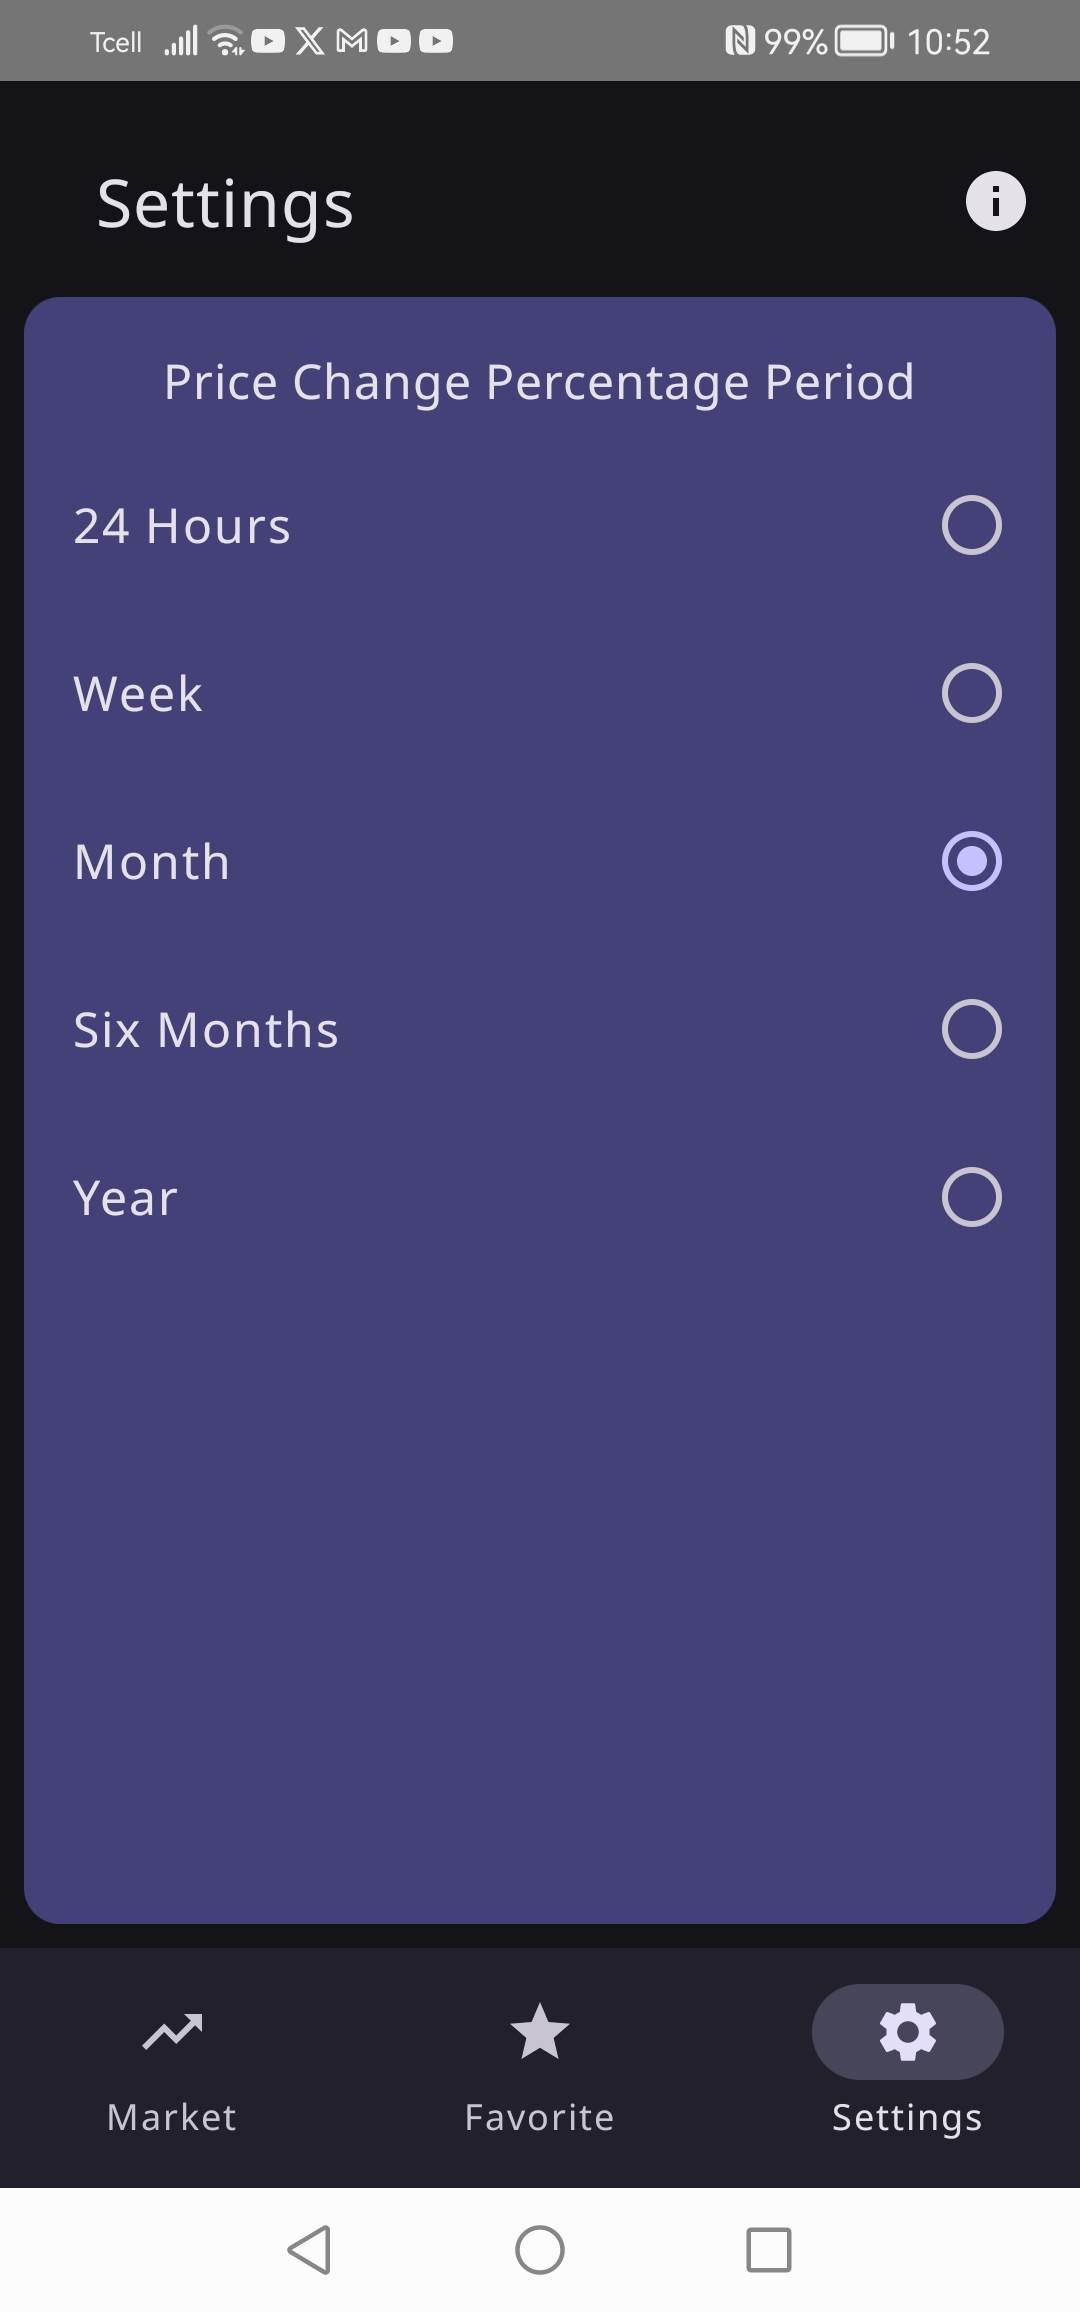 Tcell 99% 10:52
Settings
Price Change Percentage Period
24 Hours
Week
Month
Six Months
Year
Market Favorite Settings